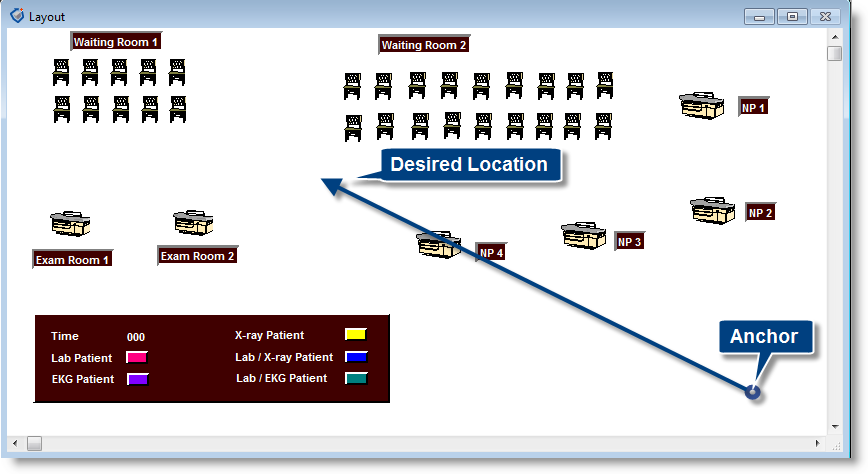 Layout
Waiting Room 1
Waiting Room 2
NP 1
Desired Location
NP 2
NP 3
NP 4
Exam Room 1
Exam Room 2
Time 000
X-ray Patient
Lab Patient
Lab / X-ray Patient
EKG Patient
Lab / EKG Patient
Anchor